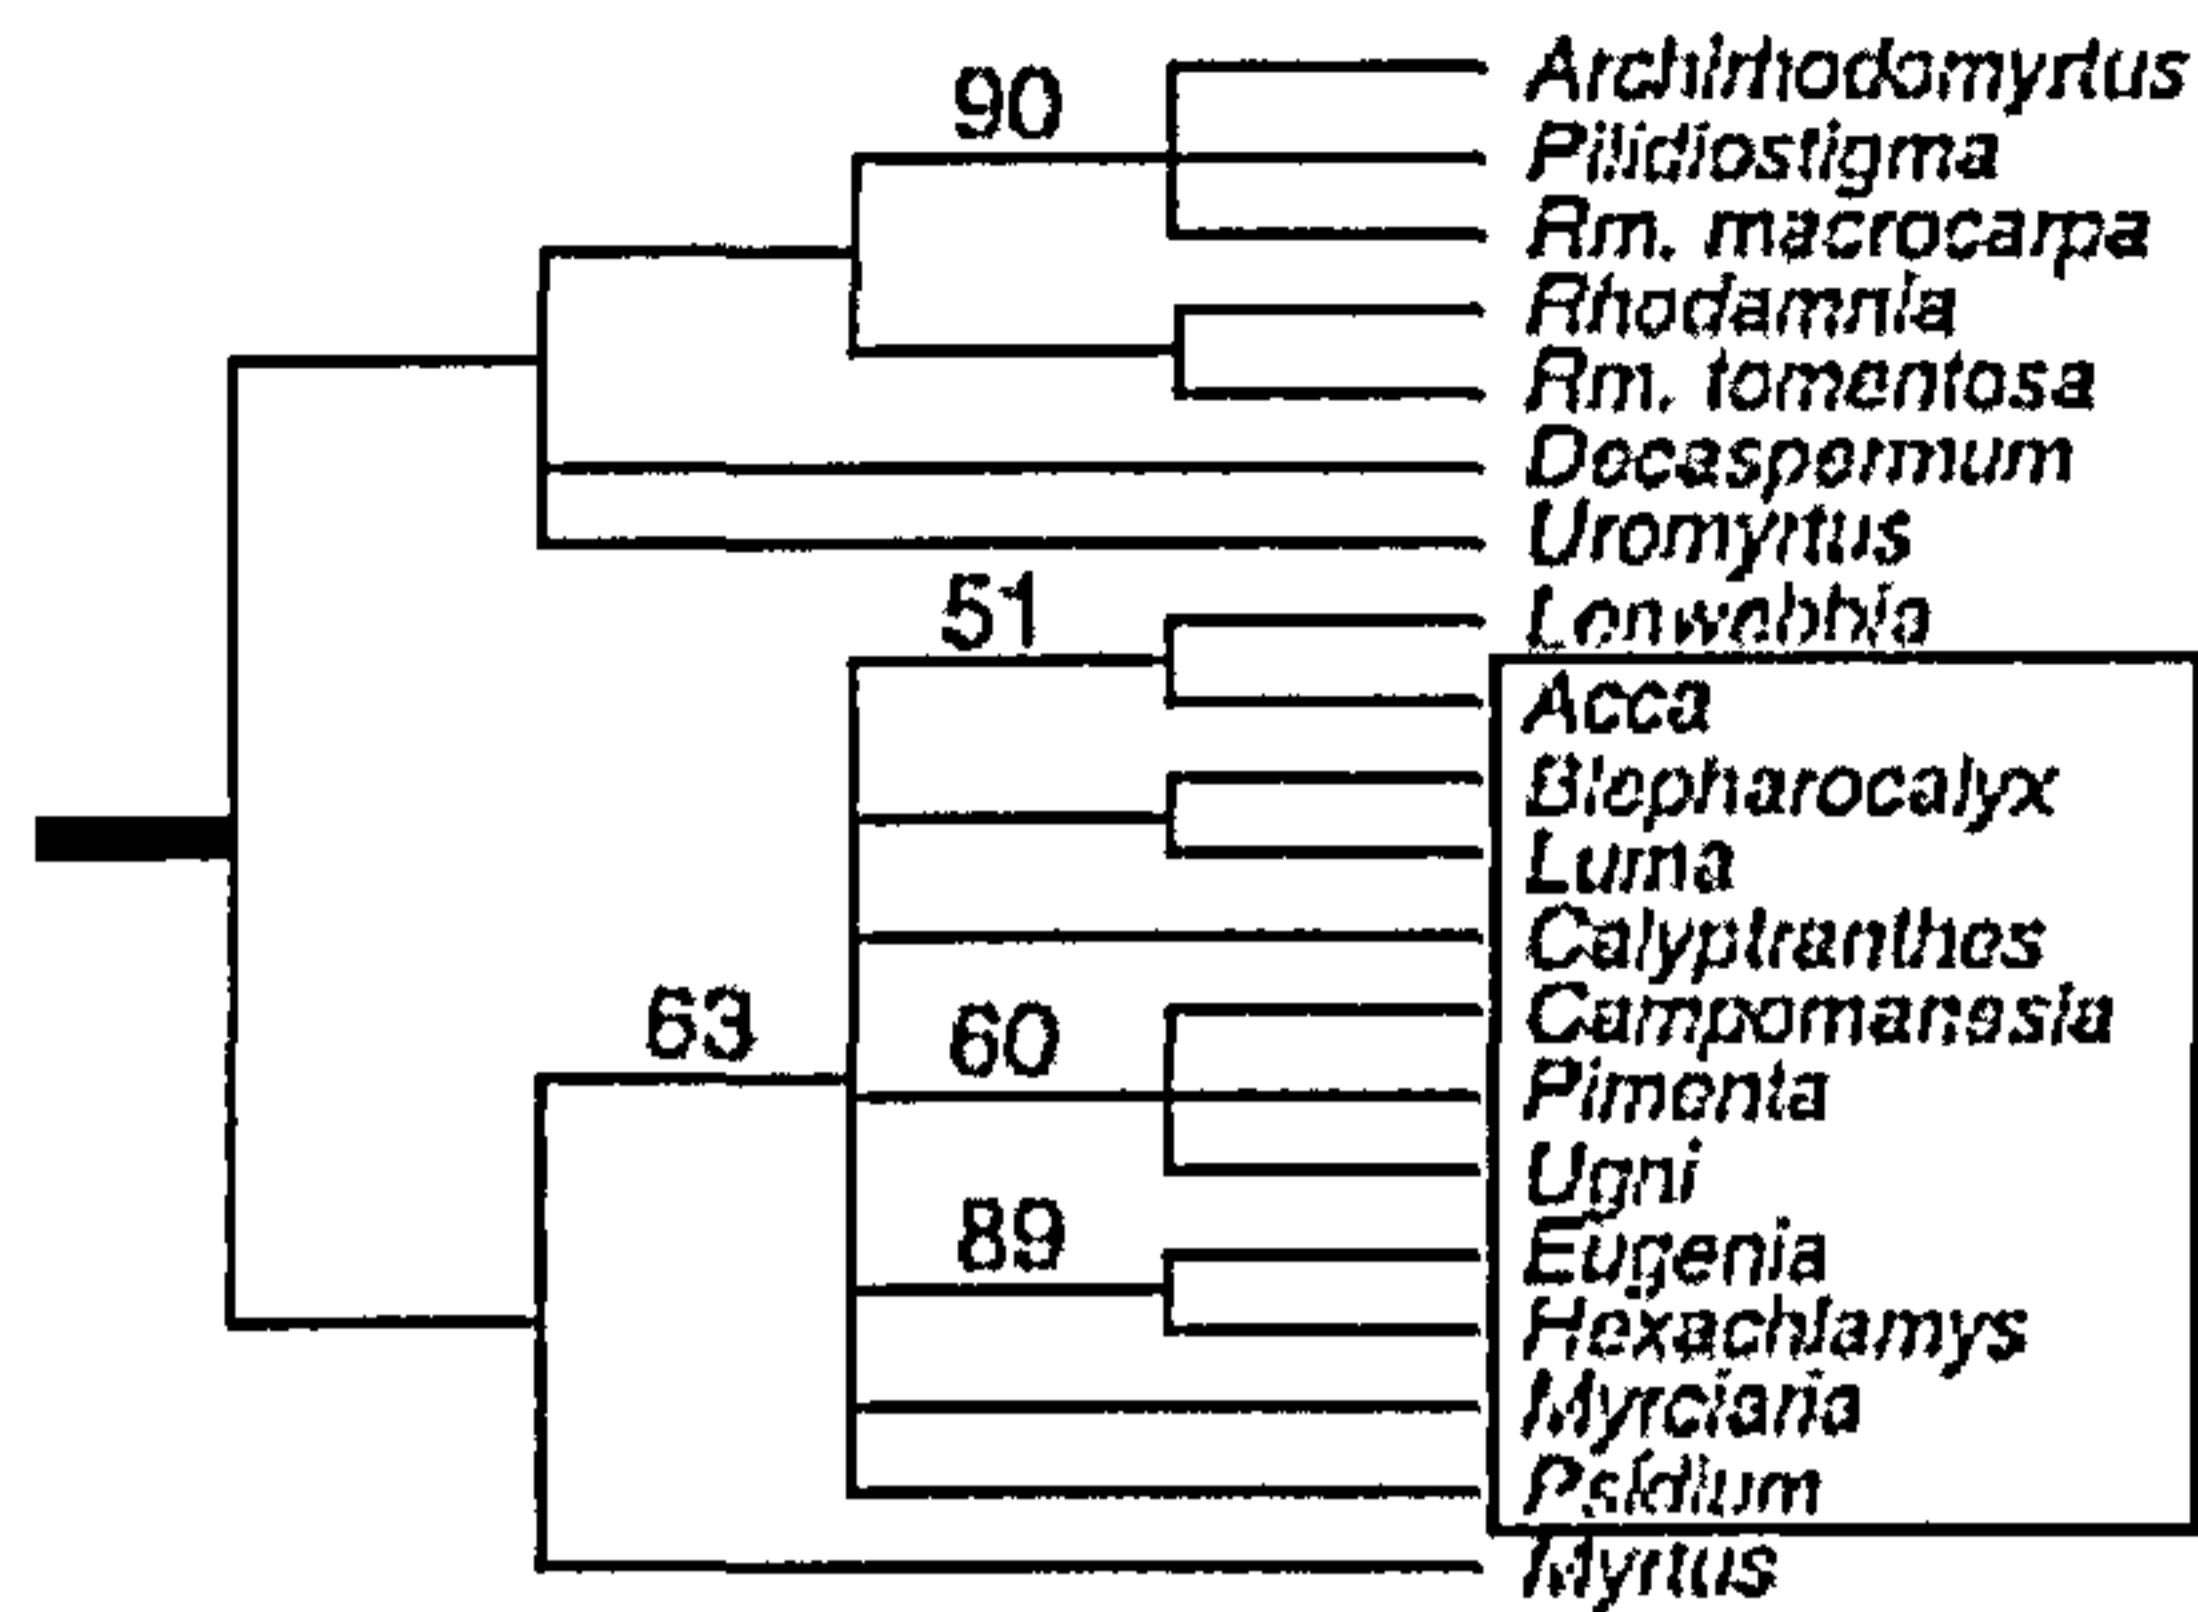 90
Archirhodomyrtus
Pilidiostigma
Rm. macrocarpa
Rhodamnia
Rm. tomentosa
Decaspermum
Uromyrtus
51
Lenwebbia
Acca
Blepharocalyx
Luma
Calyptranthes
63
60
Campomanesia
Pimenta
Ugni
89
Eugenia
Hexachlamys
Myrciaria
Psidium
Myrtus